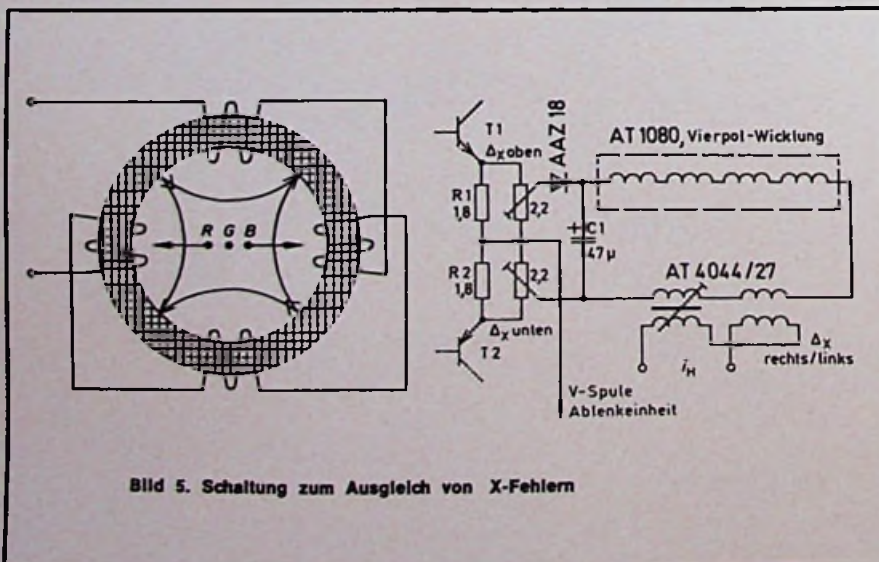 R G B
T1
Δx oben
R1
1,8
2,2
R2
1,8
2,2
Δx unten
T2
AAZ 18
C1
+
47µ
AT 1080, Vierpol-Wicklung
AT 4044/27
iH
Δx
rechts/links
V-Spule
Ablenkeinheit
Bild 5. Schaltung zum Ausgleich von X-Fehlern